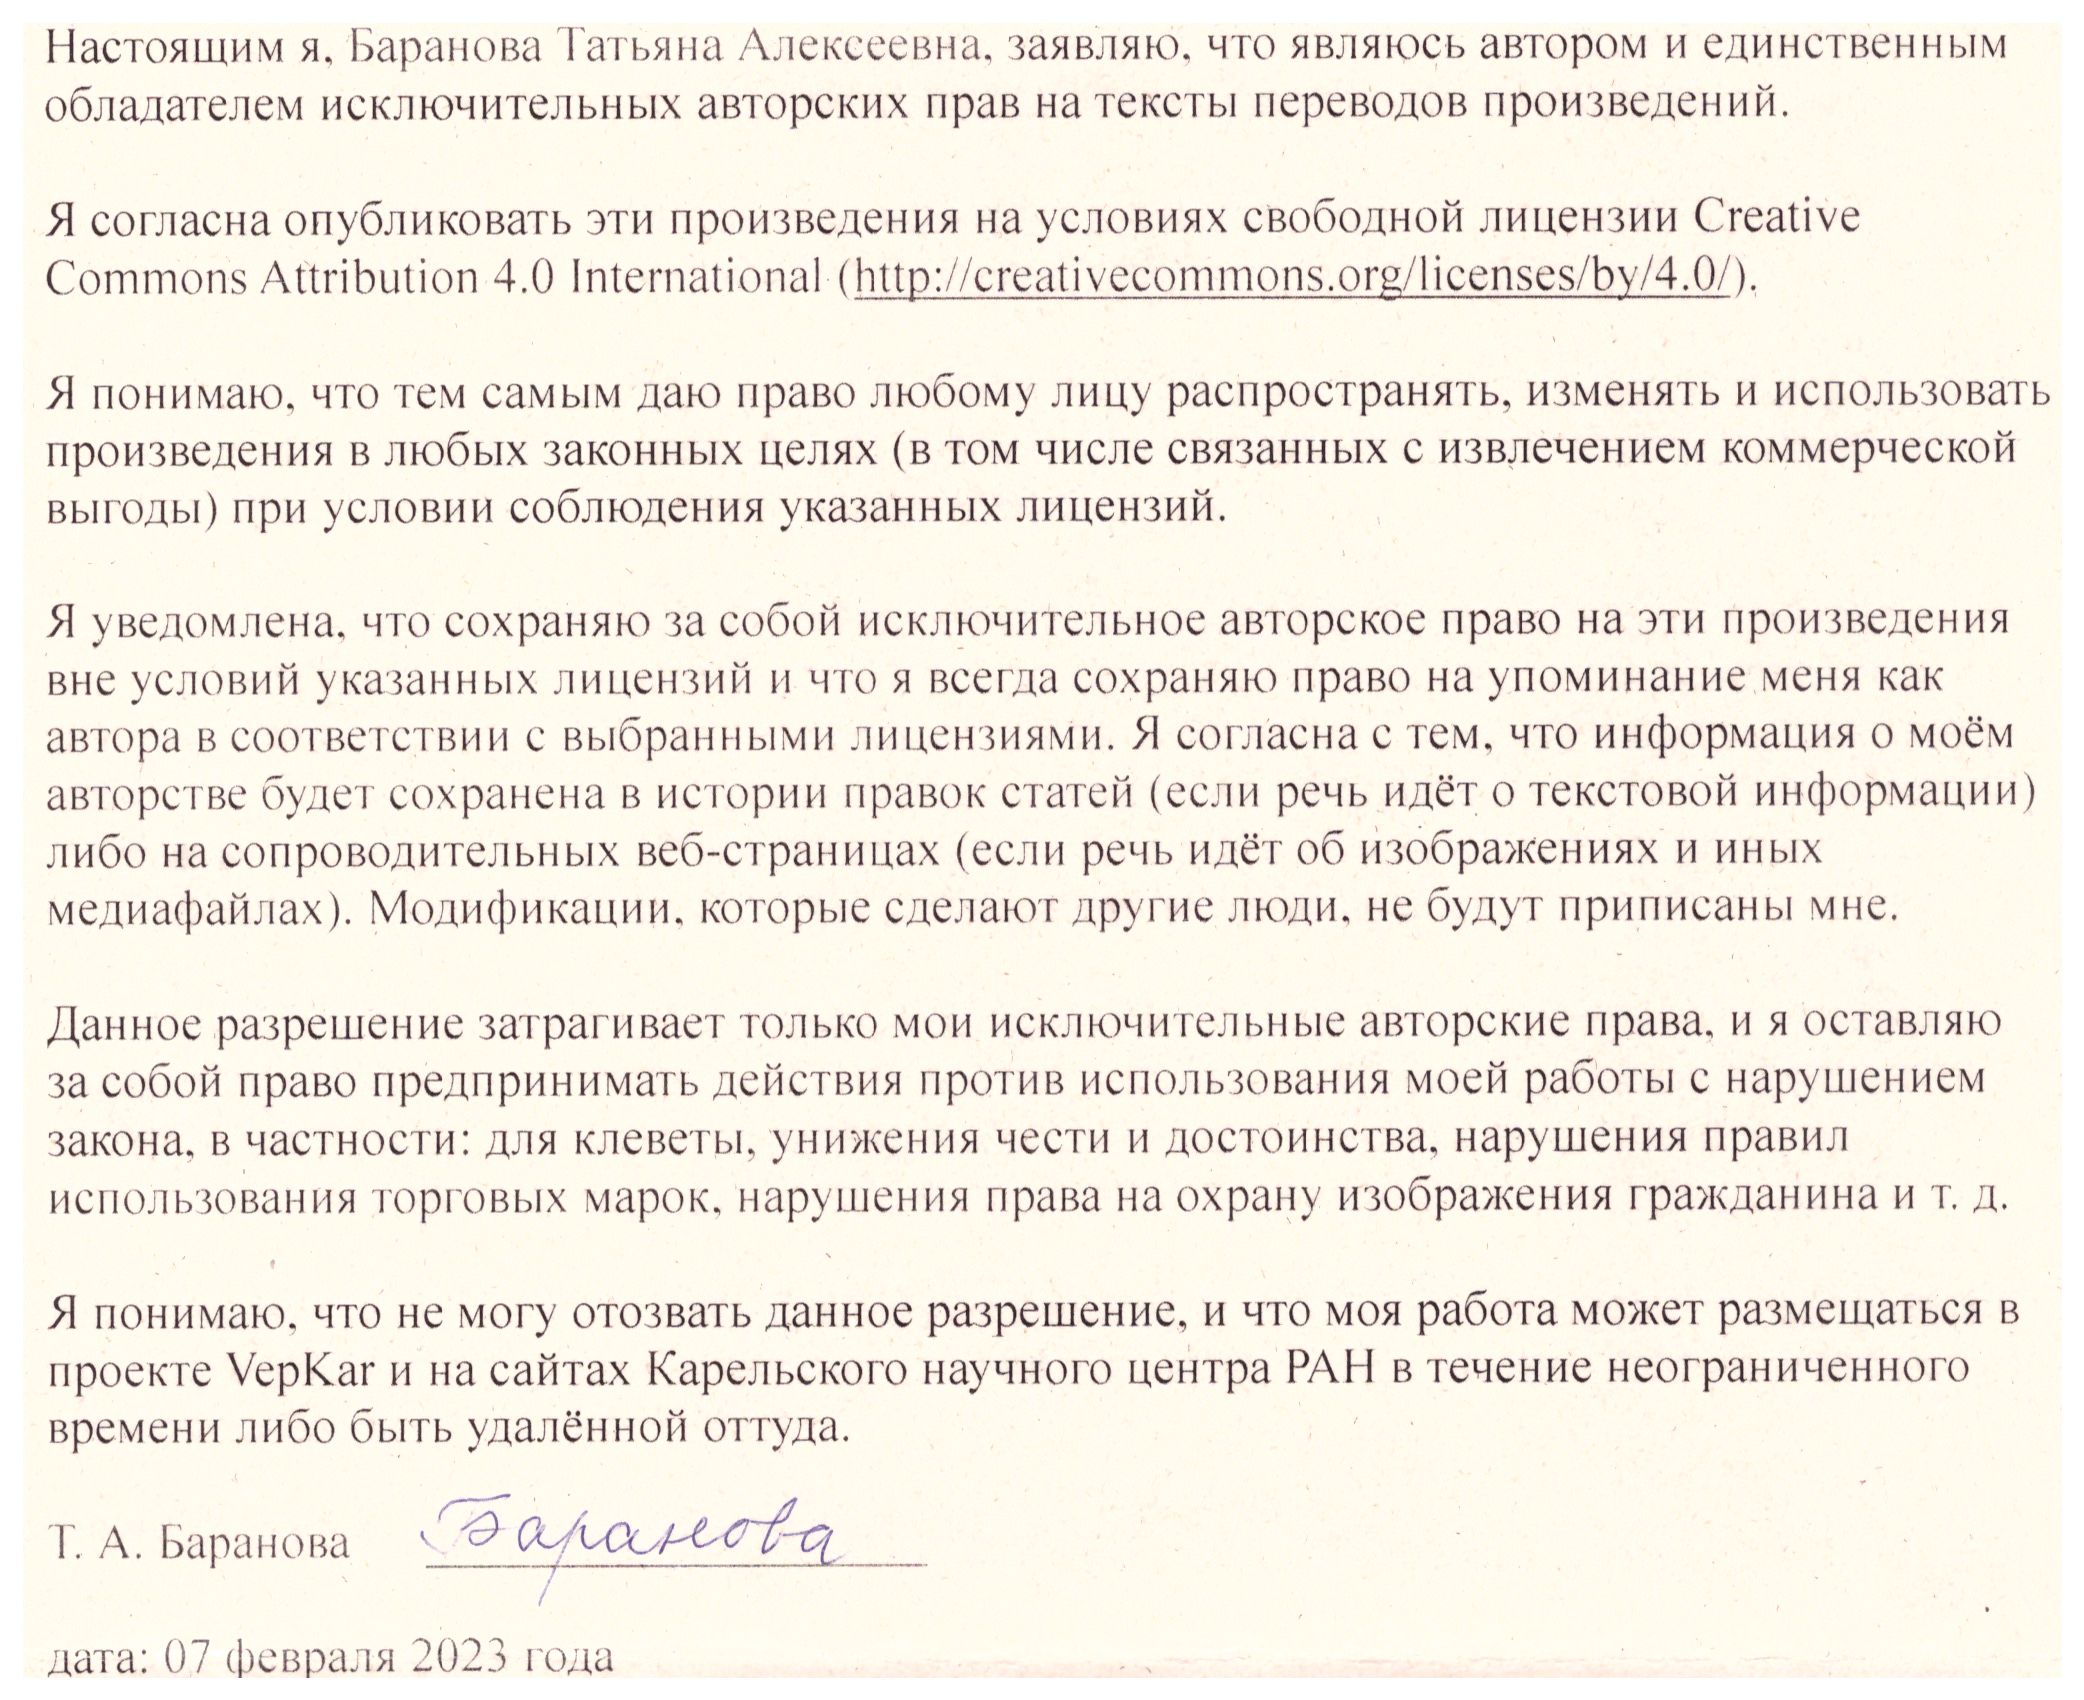 Настоящим я, Баранова Татьяна Алексеевна, заявляю, что являюсь автором и единственным
обладателем исключительных авторских прав на тексты переводов произведений.
Я согласна опубликовать эти произведения на условиях свободной лицензии Creative
Commons Attribution 4.0 International (http://creativecommons.org/licenses/by/4.0/).
Я понимаю, что тем самым даю право любому лицу распространять, изменять и использовать
произведения в любых законных целях (в том числе связанных с извлечением коммерческой
выгоды) при условии соблюдения указанных лицензий.
Я уведомлена, что сохраняю за собой исключительное авторское право на эти произведения
вне условий указанных лицензий и что я всегда сохраняю право на упоминание меня как
автора в соответствии с выбранными лицензиями. Я согласна с тем, что информация о моём
авторстве будет сохранена в истории правок статей (если речь идёт о текстовой информации)
либо на сопроводительных веб-страницах (если речь идёт об изображениях и иных
медиафайлах). Модификации, которые сделают другие люди, не будут приписаны мне.
Данное разрешение затрагивает только мои исключительные авторские права, и я оставляю
за собой право предпринимать действия против использования моей работы с нарушением
закона, в частности: для клеветы, унижения чести и достоинства, нарушения правил
использования торговых марок, нарушения права на охрану изображения гражданина и т. д.
Я понимаю, что не могу отозвать данное разрешение, и что моя работа может размещаться в
проекте VepKar и на сайтах Карельского научного центра РАН в течение неограниченного
времени либо быть удалённой оттуда.
Т. А. Баранова Баранова
дата: 07 февраля 2023 года